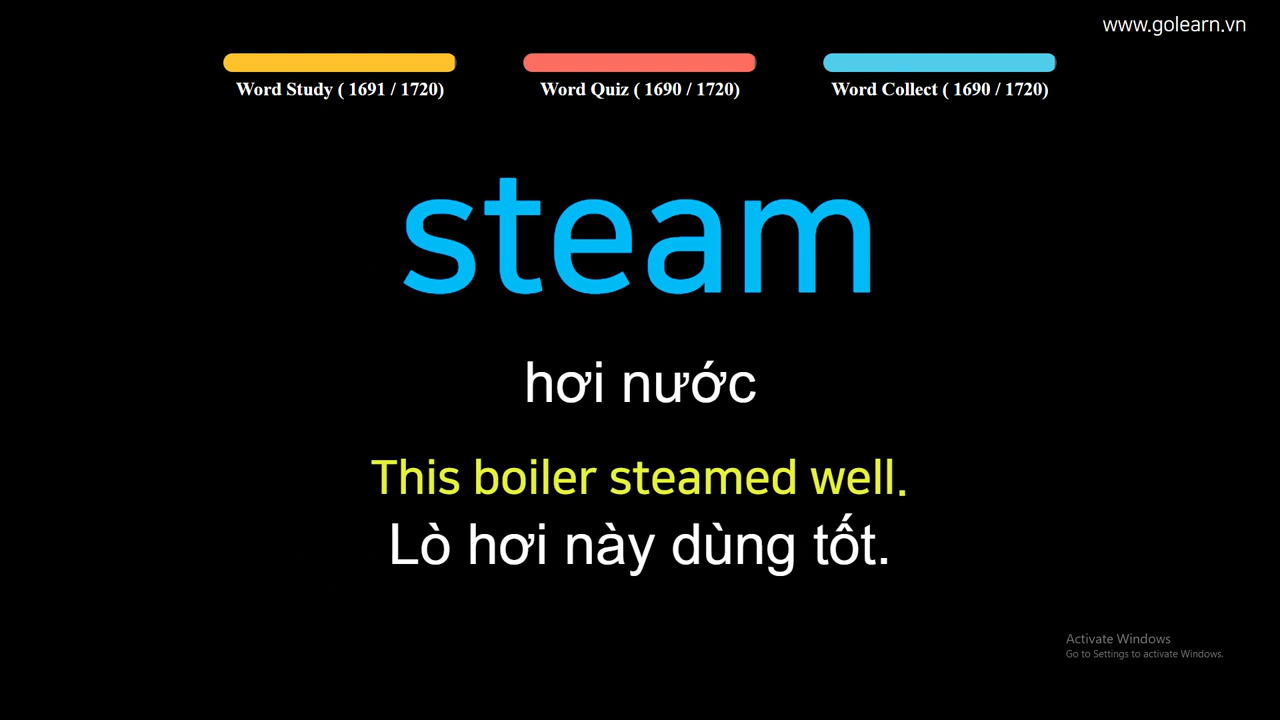 www.golearn.vn
Word Study ( 1691 / 1720)
Word Quiz ( 1690 / 1720)
Word Collect ( 1690 / 1720)
steam
hơi nước
This boiler steamed well.
Lò hơi này dùng tốt.
Activate Windows
Go to Settings to activate Windows.